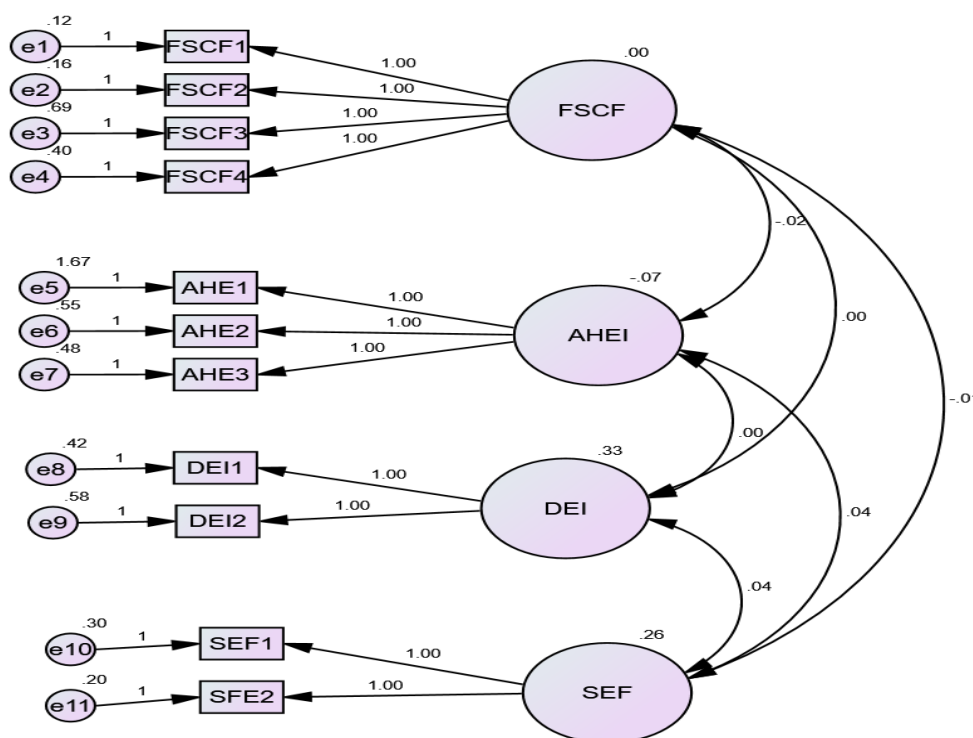 .12
e1 1 FSCF1 1.00 .00
.16
e2 1 FSCF2 1.00
FSCF
.69
e3 1 FSCF3 1.00
.40
e4 1 FSCF4 1.00
-.02
1.67
e5 1 AHE1 1.00 -.07
.55
e6 1 AHE2 1.00
AHEI
.00
.48
e7 1 AHE3 1.00
-.01
.42
e8 1 DEI1 1.00 .33
.00
DEI
.58
e9 1 DEI2 1.00
.04
.04
.30
e10 1 SEF1 1.00 .26
.20
e11 1 SFE2 1.00
SEF